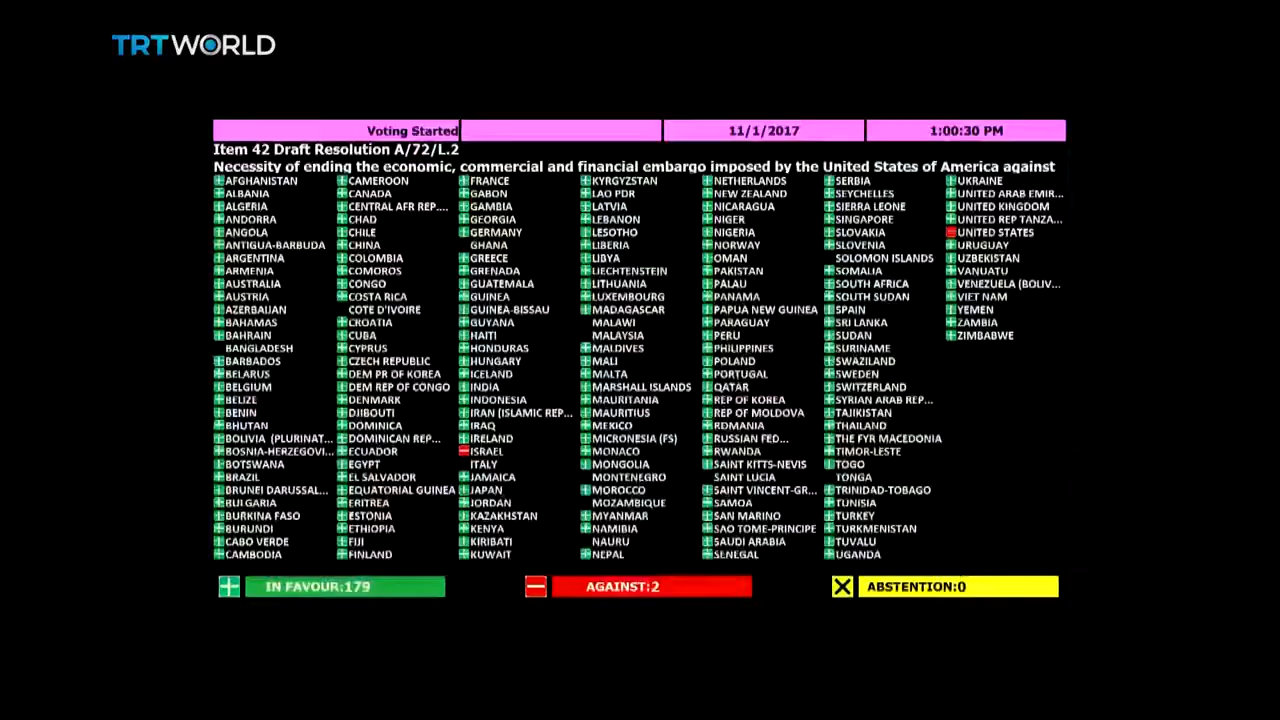 TRTWORLD
Voting Started 11/1/2017 1:00:30 PM
Item 42 Draft Resolution A/72/L.2
Necessity of ending the economic, commercial and financial embargo imposed by the United States of America against
AFGHANISTAN CAMEROON FRANCE KYRGYZSTAN NETHERLANDS SERBIA UKRAINE
ALBANIA CANADA GABON LAO PDR NEW ZEALAND SEYCHELLES UNITED ARAB EMIR...
ALGERIA CENTRAL AFR REP.... GAMBIA LATVIA NICARAGUA SIERRA LEONE UNITED KINGDOM
ANDORRA CHAD GEORGIA LEBANON NIGER SINGAPORE UNITED REP TANZA...
ANGOLA CHILE GERMANY LESOTHO NIGERIA SLOVAKIA UNITED STATES
ANTIGUA-BARBUDA CHINA GHANA LIBERIA NORWAY SLOVENIA URUGUAY
ARGENTINA COLOMBIA GREECE LIBYA OMAN SOLOMON ISLANDS UZBEKISTAN
ARMENIA COMOROS GRENADA LIECHTENSTEIN PAKISTAN SOMALIA VANUATU
AUSTRALIA CONGO GUATEMALA LITHUANIA PALAU SOUTH AFRICA VENEZUELA (BOLIV...
AUSTRIA COSTA RICA GUINEA LUXEMBOURG PANAMA SOUTH SUDAN VIET NAM
AZERBAIJAN COTE D'IVOIRE GUINEA-BISSAU MADAGASCAR PAPUA NEW GUINEA SPAIN YEMEN
BAHAMAS CROATIA GUYANA MALAWI PARAGUAY SRI LANKA ZAMBIA
BAHRAIN CUBA HAITI MALAYSIA PERU SUDAN ZIMBABWE
BANGLADESH CYPRUS HONDURAS MALDIVES PHILIPPINES SURINAME
BARBADOS CZECH REPUBLIC HUNGARY MALI POLAND SWAZILAND
BELARUS DEM PR OF KOREA ICELAND MALTA PORTUGAL SWEDEN
BELGIUM DEM REP OF CONGO INDIA MARSHALL ISLANDS QATAR SWITZERLAND
BELIZE DENMARK INDONESIA MAURITANIA REP OF KOREA SYRIAN ARAB REP...
BENIN DJIBOUTI IRAN (ISLAMIC REP... MAURITIUS REP OF MOLDOVA TAJIKISTAN
BHUTAN DOMINICA IRAQ MEXICO ROMANIA THAILAND
BOLIVIA (PLURINAT... DOMINICAN REP... IRELAND MICRONESIA (FS) RUSSIAN FED... THE FYR MACEDONIA
BOSNIA-HERZEGOVI... ECUADOR ISRAEL MONACO RWANDA TIMOR-LESTE
BOTSWANA EGYPT ITALY MONGOLIA SAINT KITTS-NEVIS TOGO
BRAZIL EL SALVADOR JAMAICA MONTENEGRO SAINT LUCIA TONGA
BRUNEI DARUSSAL... EQUATORIAL GUINEA JAPAN MOROCCO SAINT VINCENT-GR... TRINIDAD-TOBAGO
BULGARIA ERITREA JORDAN MOZAMBIQUE SAMOA TUNISIA
BURKINA FASO ESTONIA KAZAKHSTAN MYANMAR SAN MARINO TURKEY
BURUNDI ETHIOPIA KENYA NAMIBIA SAO TOME-PRINCIPE TURKMENISTAN
CABO VERDE FIJI KIRIBATI NAURU SAUDI ARABIA TUVALU
CAMBODIA FINLAND KUWAIT NEPAL SENEGAL UGANDA
IN FAVOUR:179 AGAINST:2 ABSTENTION:0